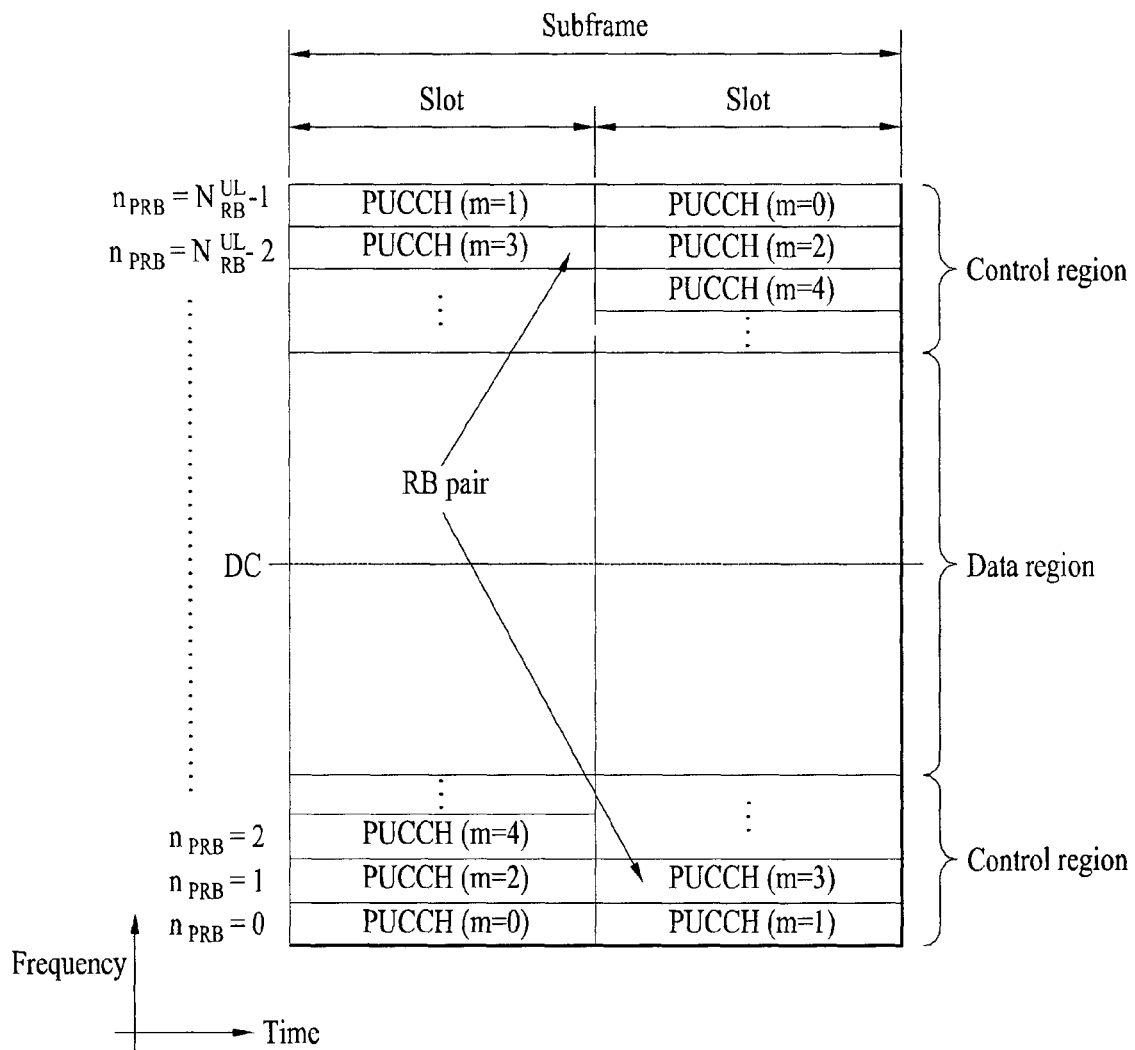 Subframe
Slot Slot
n PRB = N UL RB -1 PUCCH (m=1) PUCCH (m=0)
n PRB = N UL RB - 2 PUCCH (m=3) PUCCH (m=2)
Control region
PUCCH (m=4)
RB pair
DC
Data region
n PRB = 2 PUCCH (m=4)
Control region
n PRB = 1 PUCCH (m=2) PUCCH (m=3)
n PRB = 0 PUCCH (m=0) PUCCH (m=1)
Frequency
Time